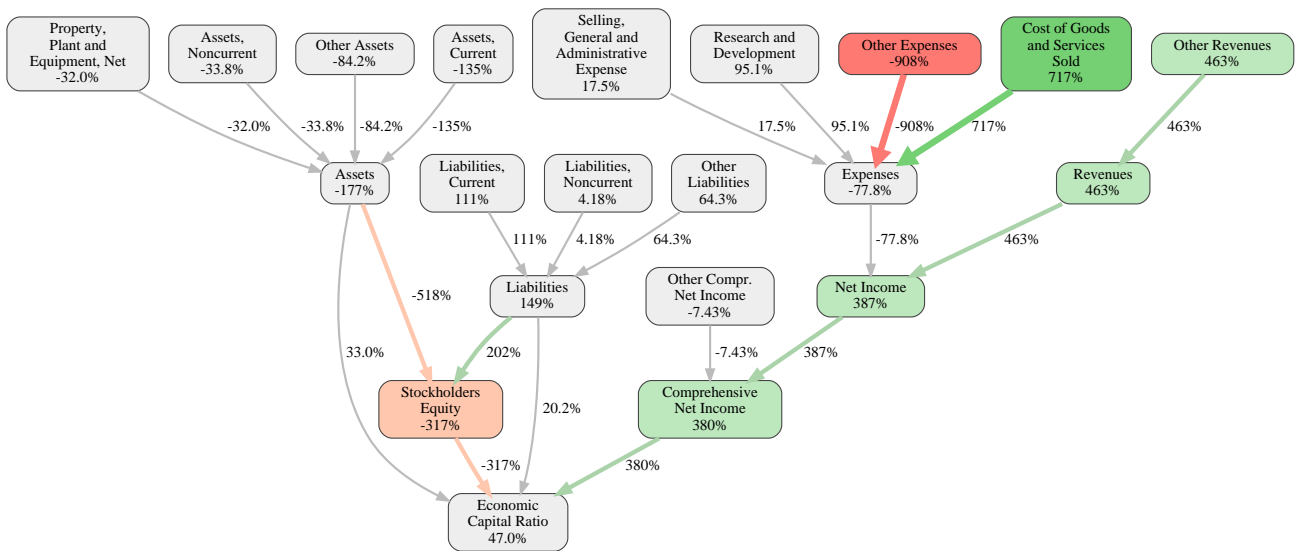 Property,
Plant and
Equipment, Net
-32.0%
Assets,
Noncurrent
-33.8%
Other Assets
-84.2%
Assets,
Current
-135%
Selling,
General and
Administrative
Expense
17.5%
Research and
Development
95.1%
Other Expenses
-908%
Cost of Goods
and Services
Sold
717%
Other Revenues
463%
-32.0%
-33.8%
-84.2%
-135%
17.5%
95.1%
-908%
717%
463%
Assets
-177%
Liabilities,
Current
111%
Liabilities,
Noncurrent
4.18%
Other
Liabilities
64.3%
Expenses
-77.8%
Revenues
463%
111%
4.18%
64.3%
-77.8%
463%
-518%
Liabilities
149%
Other Compr.
Net Income
-7.43%
Net Income
387%
33.0%
202%
-7.43%
387%
Stockholders
Equity
-317%
20.2%
Comprehensive
Net Income
380%
-317%
380%
Economic
Capital Ratio
47.0%